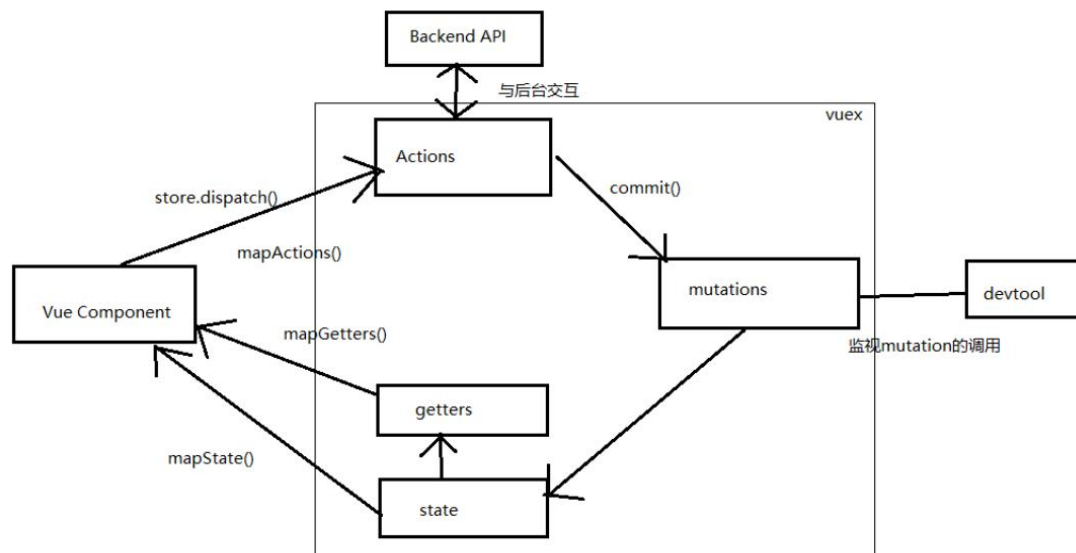 Backend API
与后台交互
vuex
Actions
store.dispatch()
commit()
mapActions()
Vue Component
mutations
devtool
mapGetters()
监视mutation的调用
getters
mapState()
state